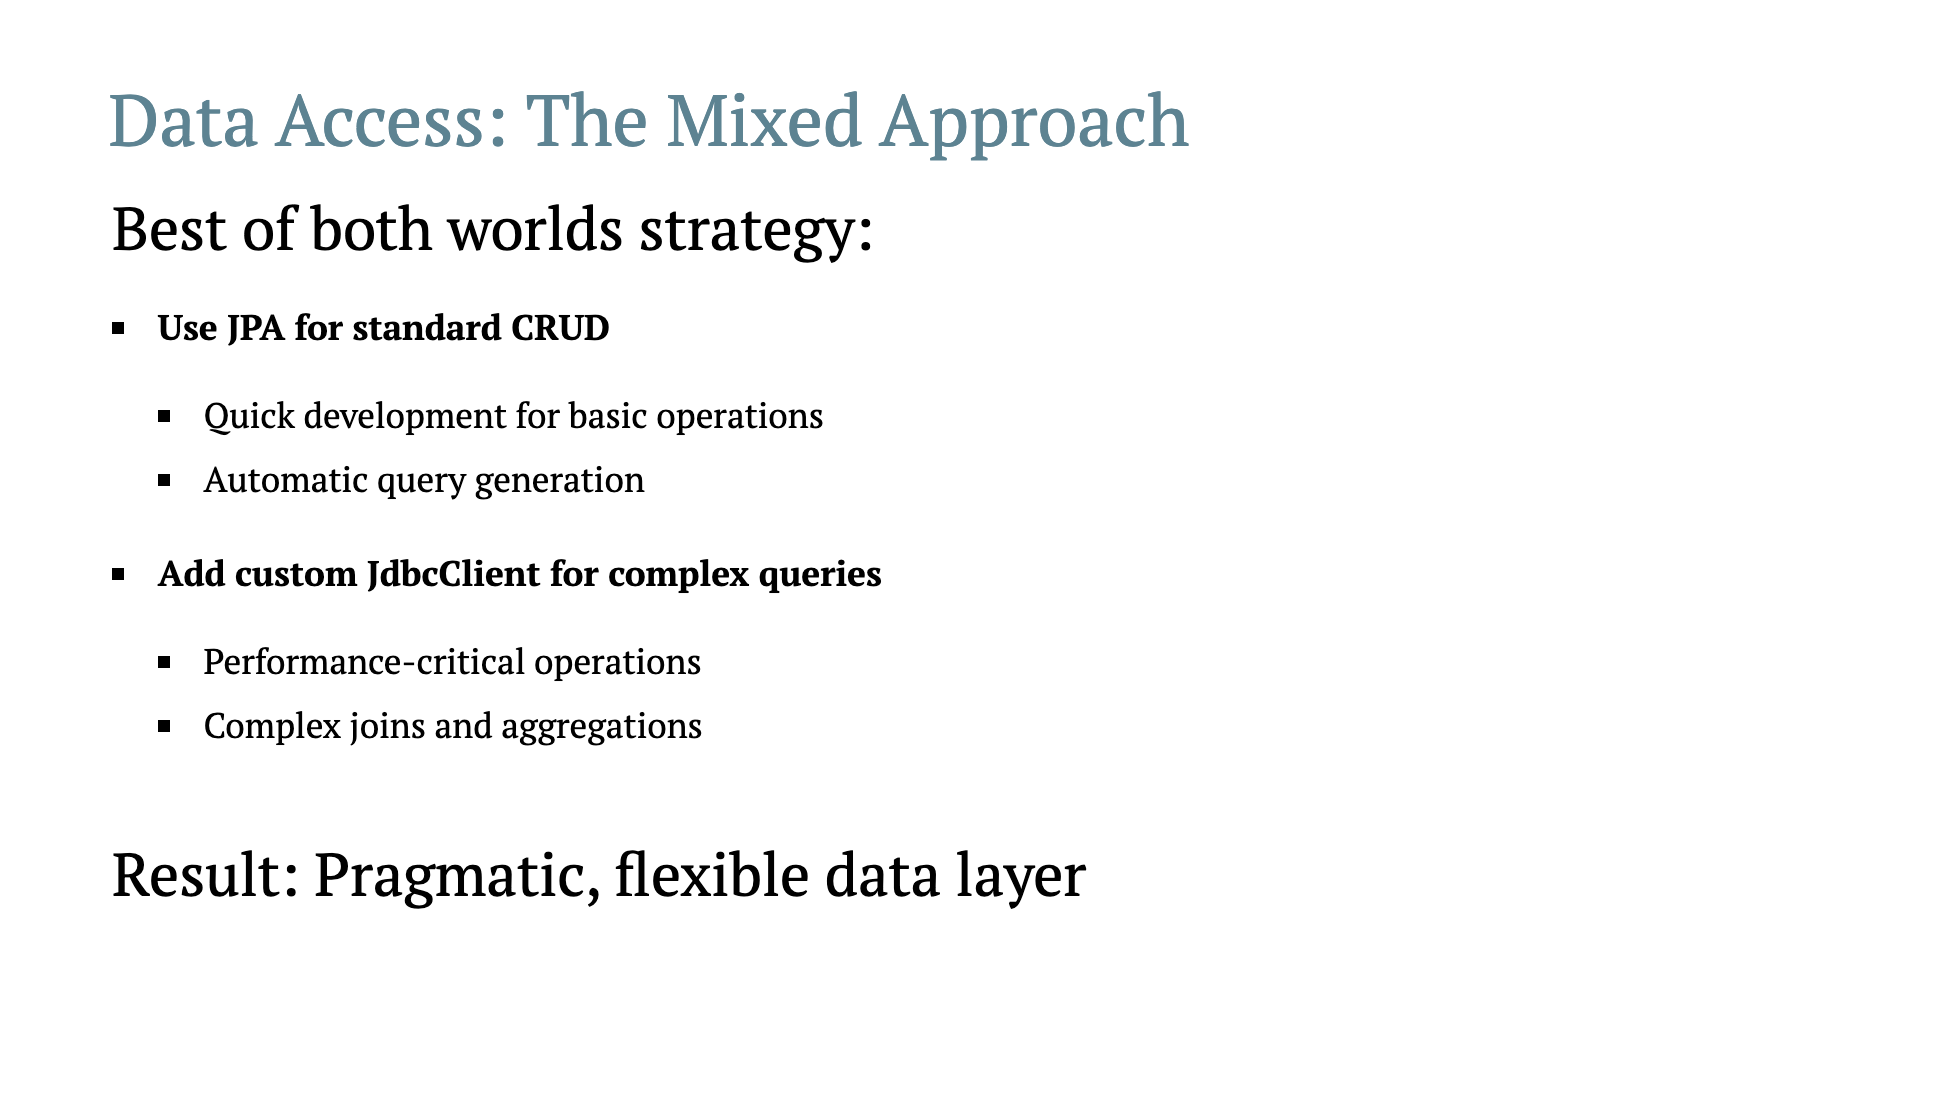 Data Access: The Mixed Approach
Best of both worlds strategy:
Use JPA for standard CRUD
Quick development for basic operations
Automatic query generation
Add custom JdbcClient for complex queries
Performance-critical operations
Complex joins and aggregations
Result: Pragmatic, flexible data layer